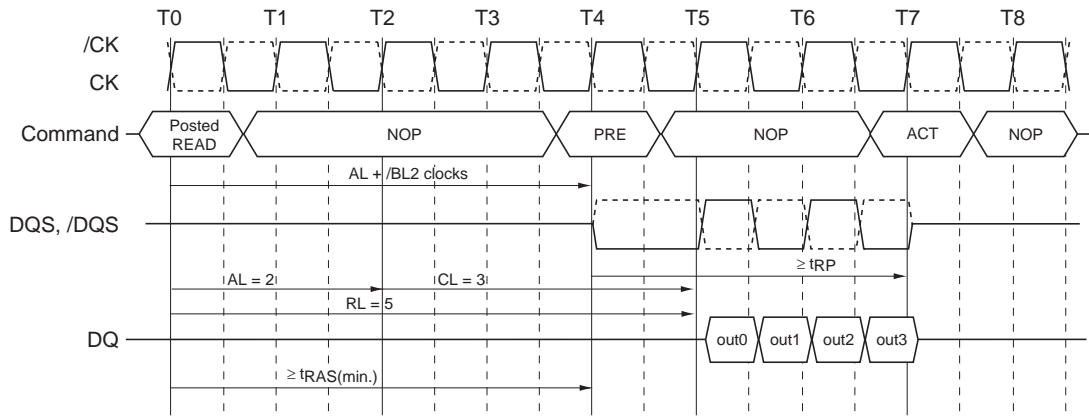 T0 T1 T2 T3 T4 T5 T6 T7 T8
/CK
CK
Command
Posted
READ
NOP
PRE
NOP
ACT
NOP
AL + /BL2 clocks
DQS, /DQS
≥ tRP
AL = 2
CL = 3
RL = 5
DQ
out0 out1 out2 out3
≥ tRAS(min.)